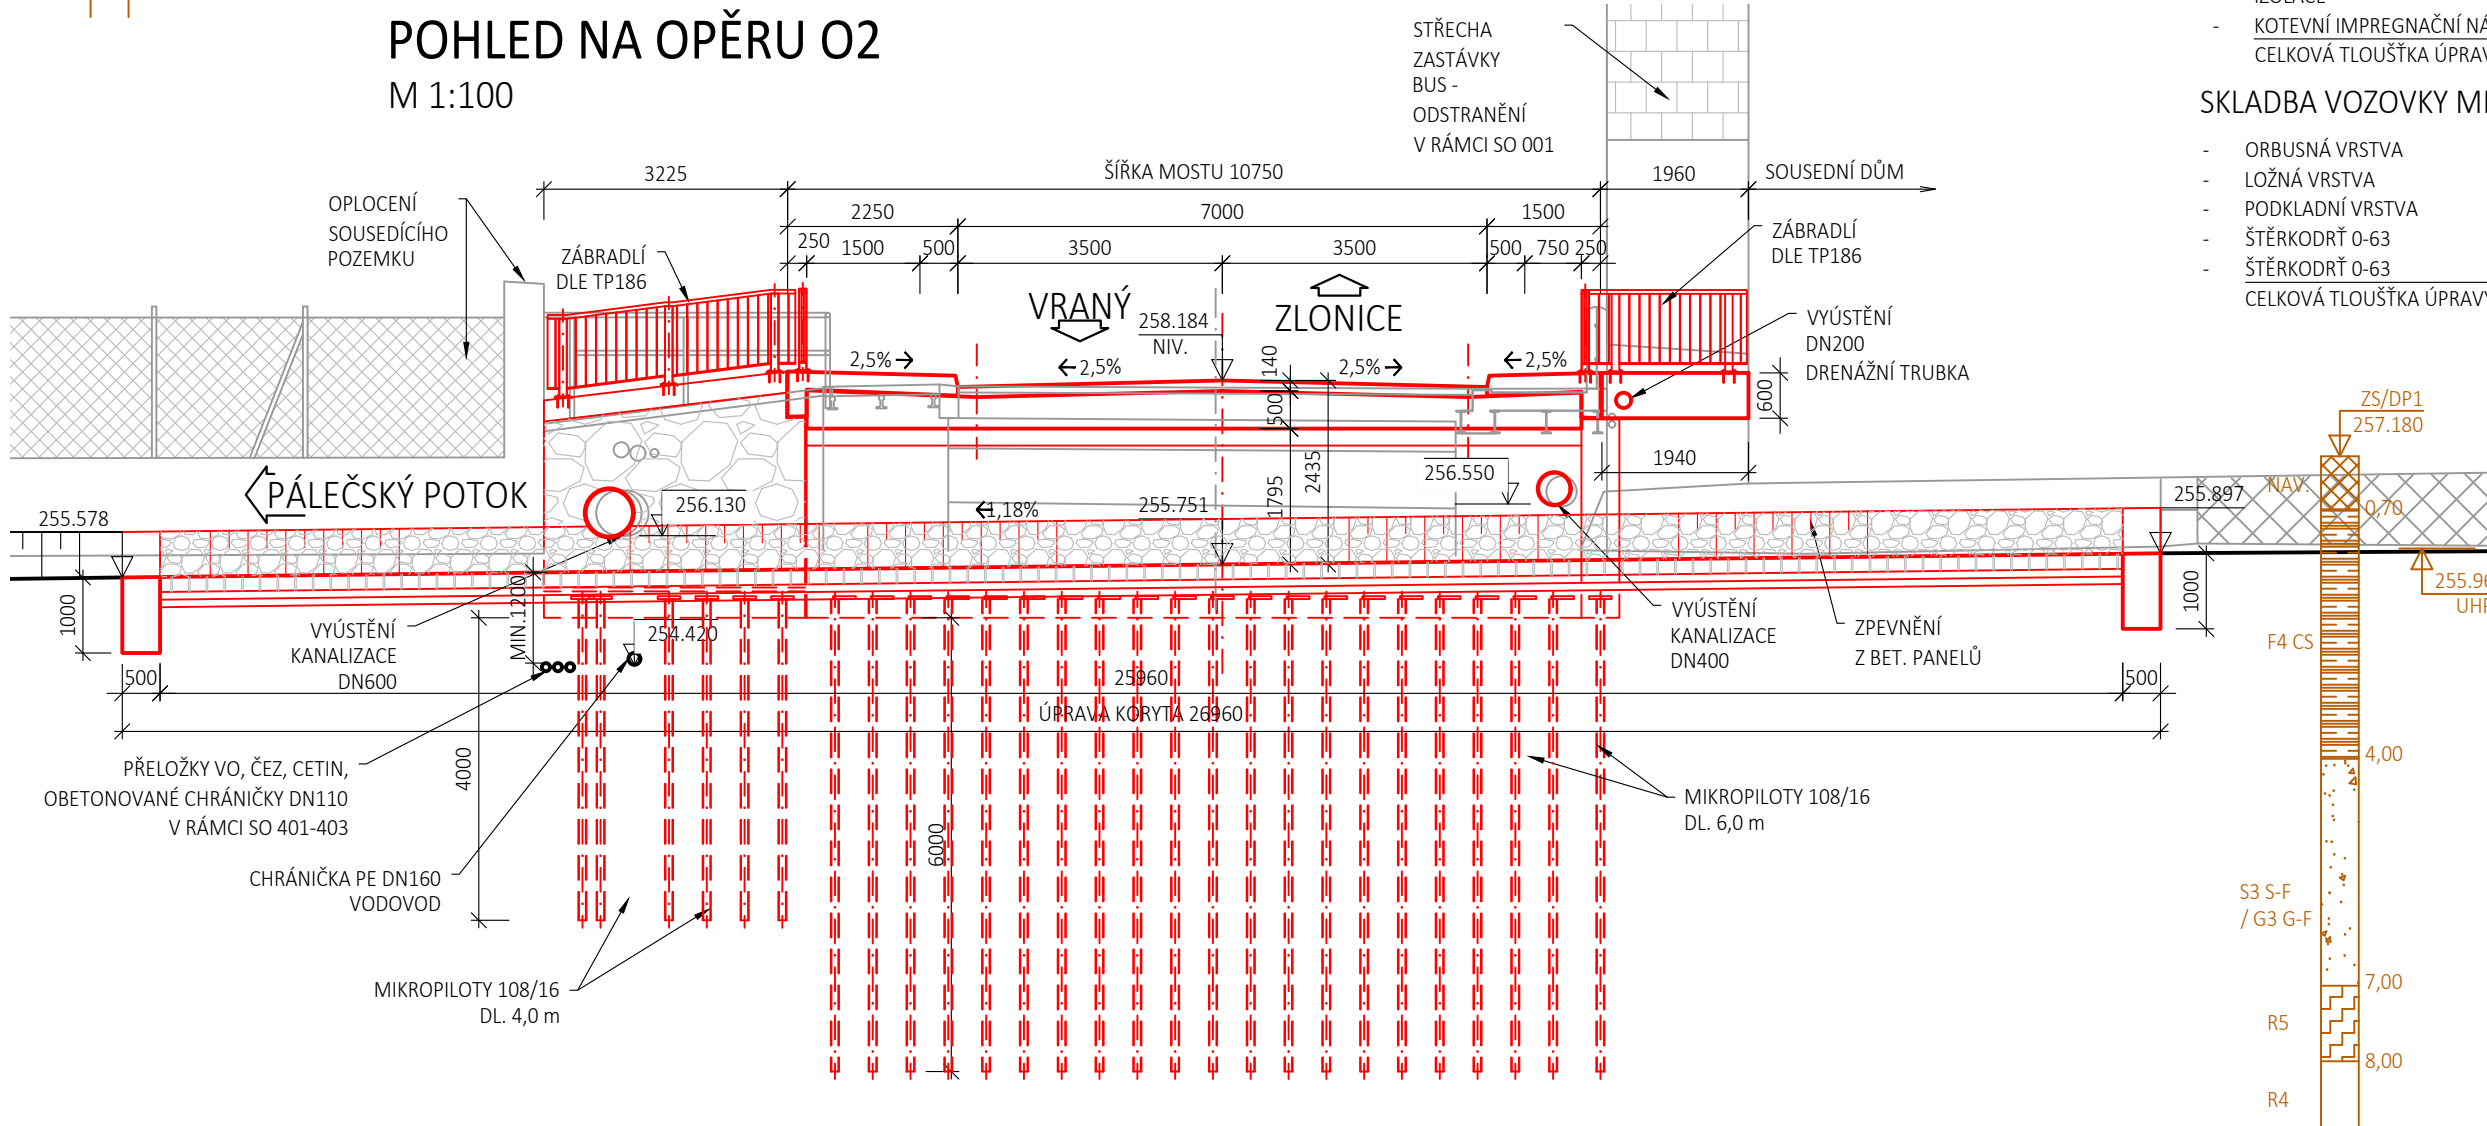 POHLED NA OPĚRU O2
M 1:100
STŘECHA
ZASTÁVKY
BUS -
ODSTRANĚNÍ
V RÁMCI SO 001
- KOTEVNÍ IMPREGNAČNÍ
CELKOVÁ TLOUŠŤKA
SKLADBA VOZOVKY
- ORBUSNÁ VRSTVA
- LOŽNÁ VRSTVA
- PODKLADNÍ VRSTVA
- ŠTĚRKODRŤ 0-63
- ŠTĚRKODRŤ 0-63
CELKOVÁ TLOUŠŤKA ÚPRAVY
3225
ŠÍŘKA MOSTU 10750
1960
SOUSEDNÍ DŮM
2250
7000
1500
250
1500
500
3500
3500
500
750
250
OPLOCENÍ
SOUSEDÍCÍHO
POZEMKU
ZÁBRADLÍ
DLE TP186
ZÁBRADLÍ
DLE TP186
VRANÝ
258.184
NIV.
ZLONICE
VYÚSTĚNÍ
DN200
DRENÁŽNÍ TRUBKA
2,5%
2,5%
140
2,5%
2,5%
500
600
2435
1795
1940
256.550
PÁLEČSKÝ POTOK
256.130
1,18%
255.751
255.578
255.897
ZS/DP1
257.180
NAV.
0,70
255.96
F4 CS
4,00
S3 S-F
/ G3 G-F
7,00
R5
8,00
R4
1000
MIN.1200
254.420
1000
VYÚSTĚNÍ
KANALIZACE
DN600
VYÚSTĚNÍ
KANALIZACE
DN400
ZPEVNĚNÍ
Z BET. PANELŮ
500
25960
500
ÚPRAVA KORYTA 26960
4000
6000
PŘELOŽKY VO, ČEZ, CETIN,
OBETONOVANÉ CHRÁNIČKY DN110
V RÁMCI SO 401-403
CHRÁNIČKA PE DN160
VODOVOD
MIKROPILOTY 108/16
DL. 6,0 m
MIKROPILOTY 108/16
DL. 4,0 m